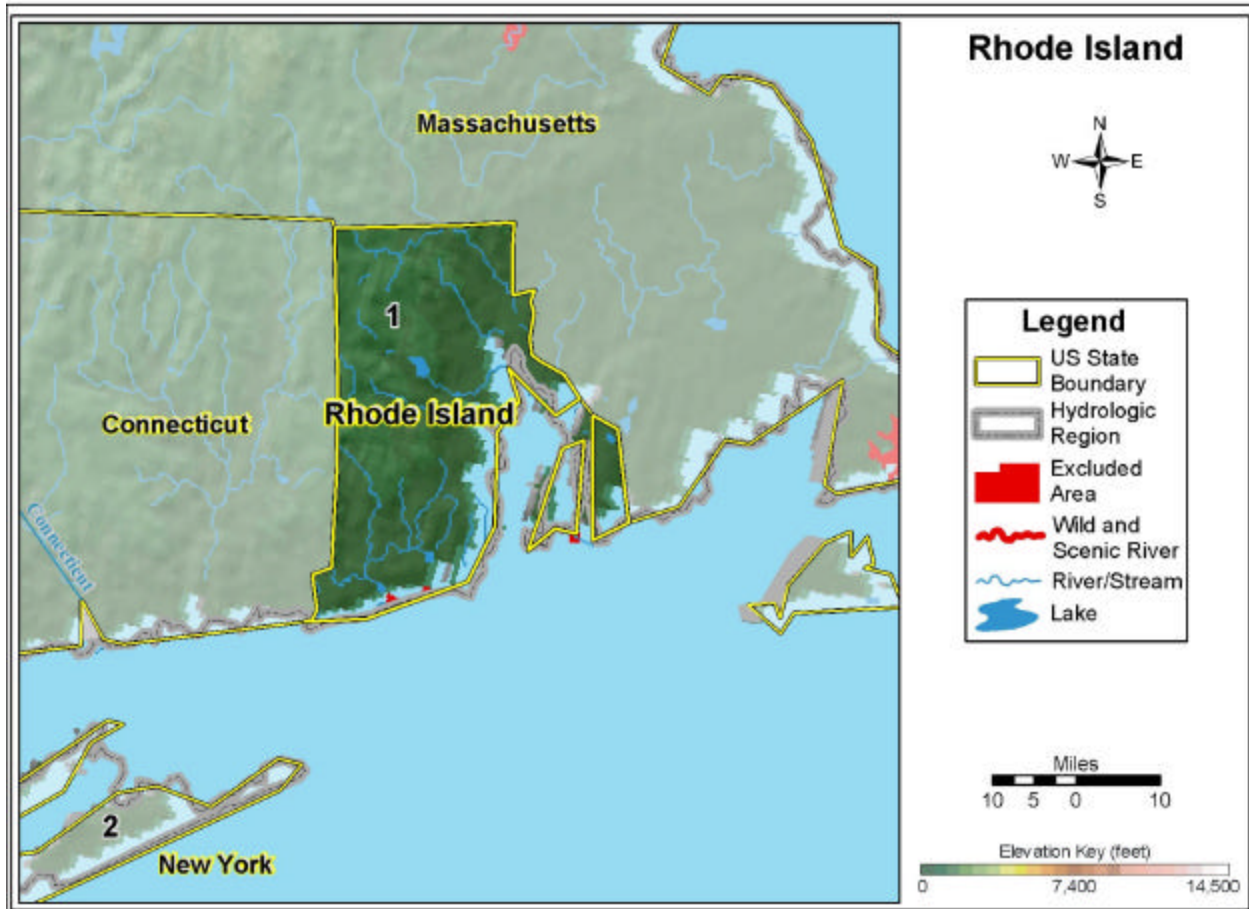 Rhode Island
N
W E
S
Massachusetts
1
Rhode Island
Connecticut
Connecticut
2
New York
Legend
US State
Boundary
Hydrologic
Region
Excluded
Area
Wild and
Scenic River
River/Stream
Lake
Miles
10 5 0 10
Elevation Key (feet)
0 7,400 14,500